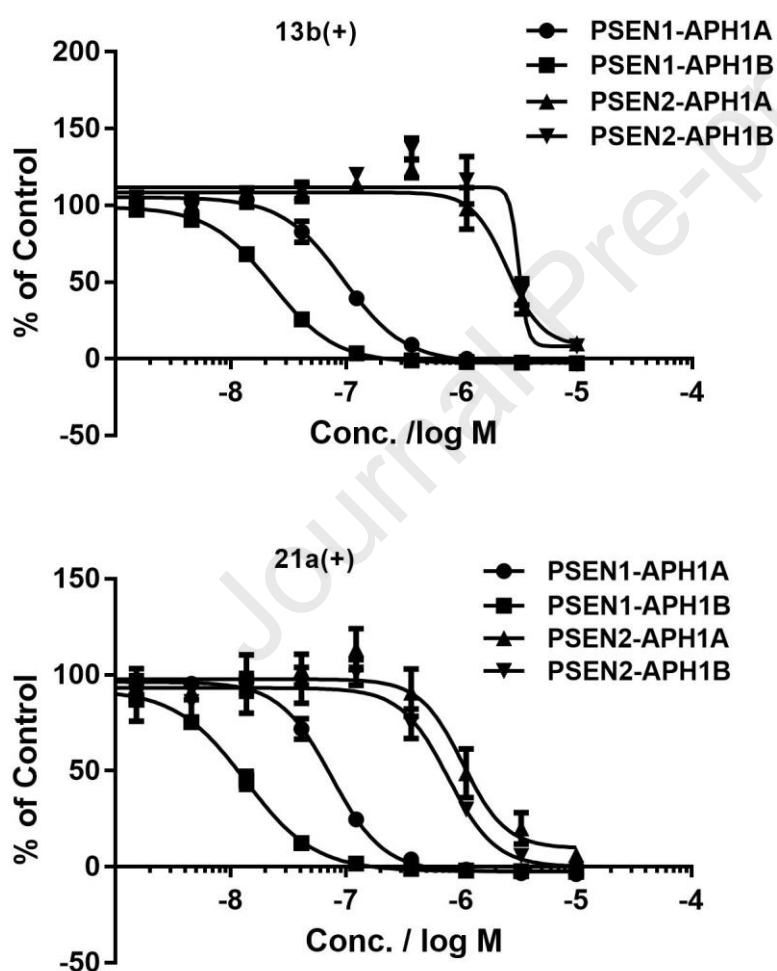 13b(+)
PSEN1-APH1A
PSEN1-APH1B
PSEN2-APH1A
PSEN2-APH1B
200
150
100
50
0
-50
% of Control
-8
-7
-6
-5
-4
Conc. /log M
Journal Pre-pr
21a(+)
PSEN1-APH1A
PSEN1-APH1B
PSEN2-APH1A
PSEN2-APH1B
150
100
50
0
-50
% of Control
-8
-7
-6
-5
-4
Conc. / log M